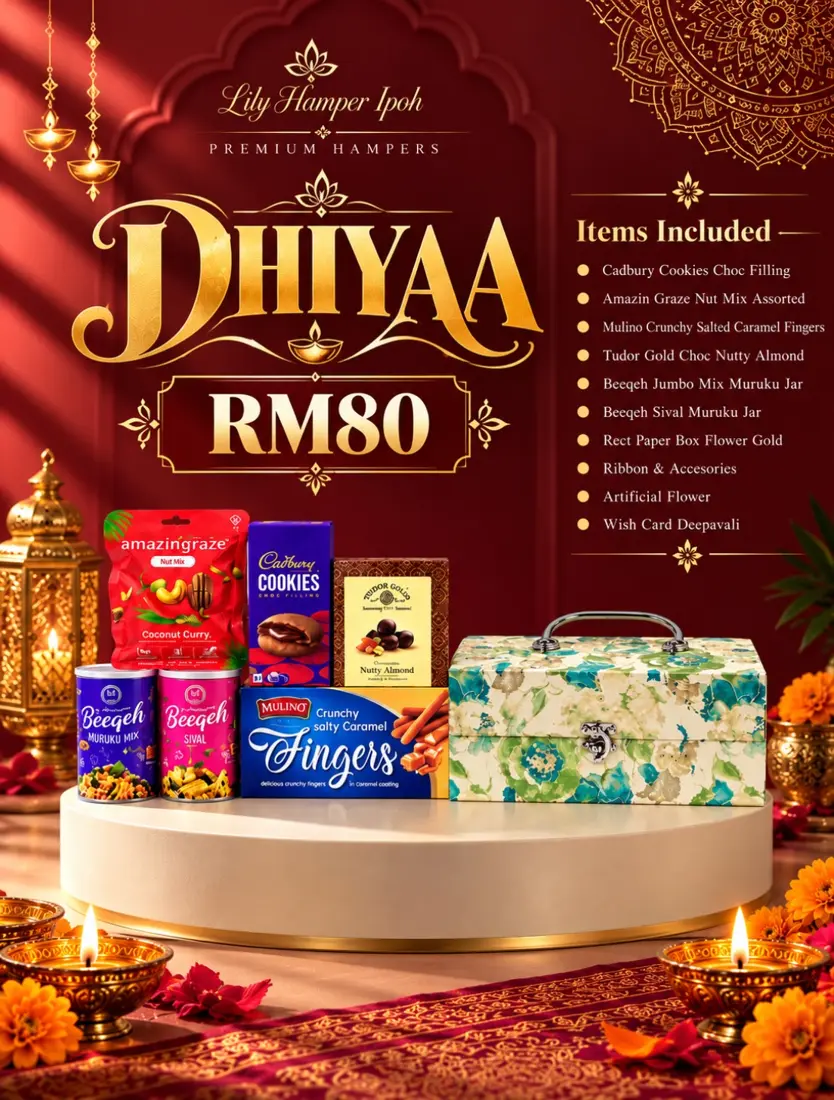 Lily Hamper Ipoh
PREMIUM HAMPERS
DHIYAA
RM80
Items Included
Cadbury Cookies Choc Filling
Amazin Graze Nut Mix Assorted
Mulino Crunchy Salted Caramel Fingers
Tudor Gold Choc Nutty Almond
Beeqeh Jumbo Mix Muruku Jar
Beeqeh Sival Muruku Jar
Rect Paper Box Flower Gold
Ribbon & Accesories
Artificial Flower
Wish Card Deepavali
amazingraze
Nut Mix
Coconut Curry.
Cadbury
COOKIES
CHOC FILLING
TUDOR GOLD
Nutty Almond
Beeqeh
MURUKU MIX
Beeqeh
SIVAL
MULINO
Crunchy
salty Caramel
Fingers
delicious crunchy fingers in caramel coating